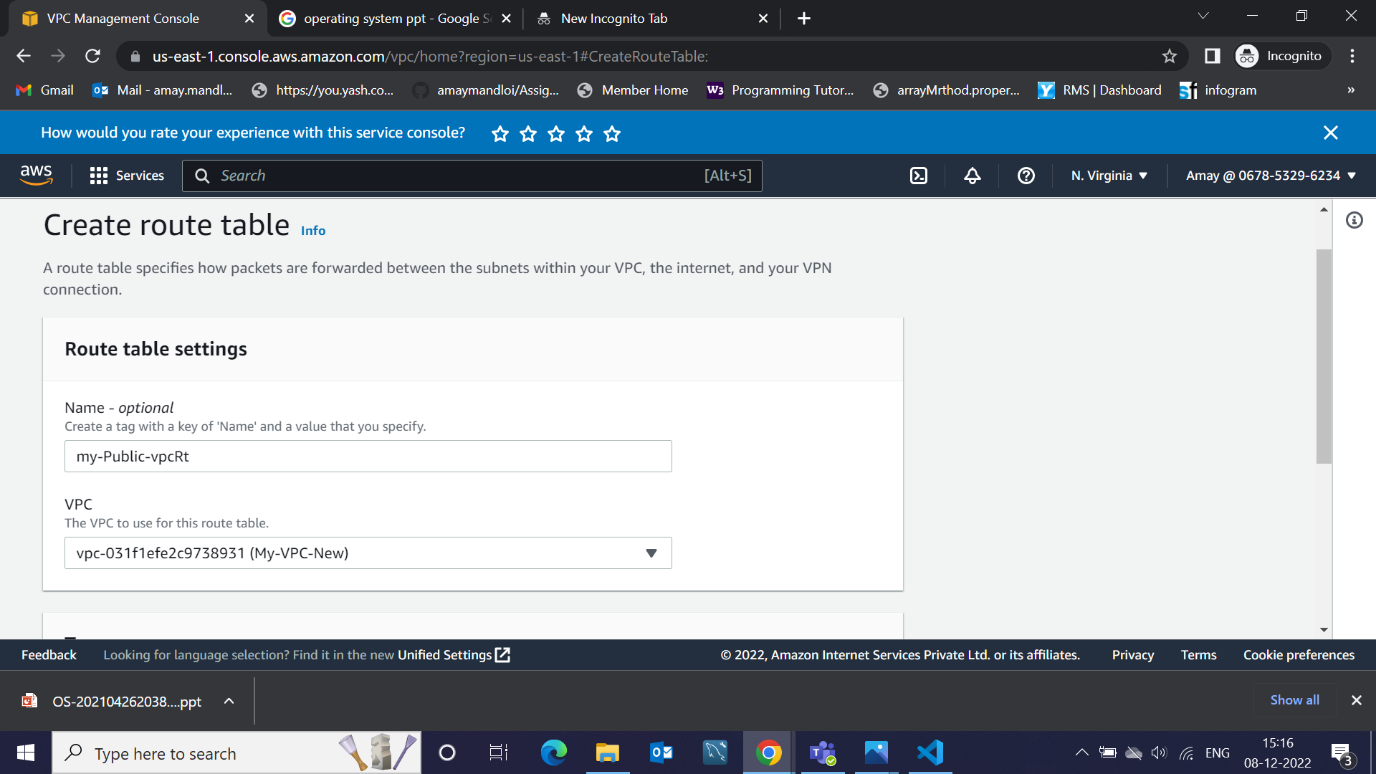 VPC Management Console
operating system ppt - Google S
New Incognito Tab
us-east-1.console.aws.amazon.com/vpc/home?region=us-east-1#CreateRouteTable:
Incognito
Gmail
Mail - amay.mandl...
https://you.yash.co...
amaymandloi/Assig...
Member Home
W3 Programming Tutor...
arrayMrthod.proper...
Y RMS | Dashboard
infogram
»
How would you rate your experience with this service console?
aws
Services
Search
[Alt+S]
N. Virginia
Amay @ 0678-5329-6234
Create route table Info
A route table specifies how packets are forwarded between the subnets within your VPC, the internet, and your VPN
connection.
Route table settings
Name - optional
Create a tag with a key of 'Name' and a value that you specify.
my-Public-vpcRt
VPC
The VPC to use for this route table.
vpc-031f1efe2c9738931 (My-VPC-New)
Feedback
Looking for language selection? Find it in the new Unified Settings
© 2022, Amazon Internet Services Private Ltd. or its affiliates.
Privacy
Terms
Cookie preferences
OS-202104262038....ppt
Show all
Type here to search
ENG
15:16
08-12-2022
3